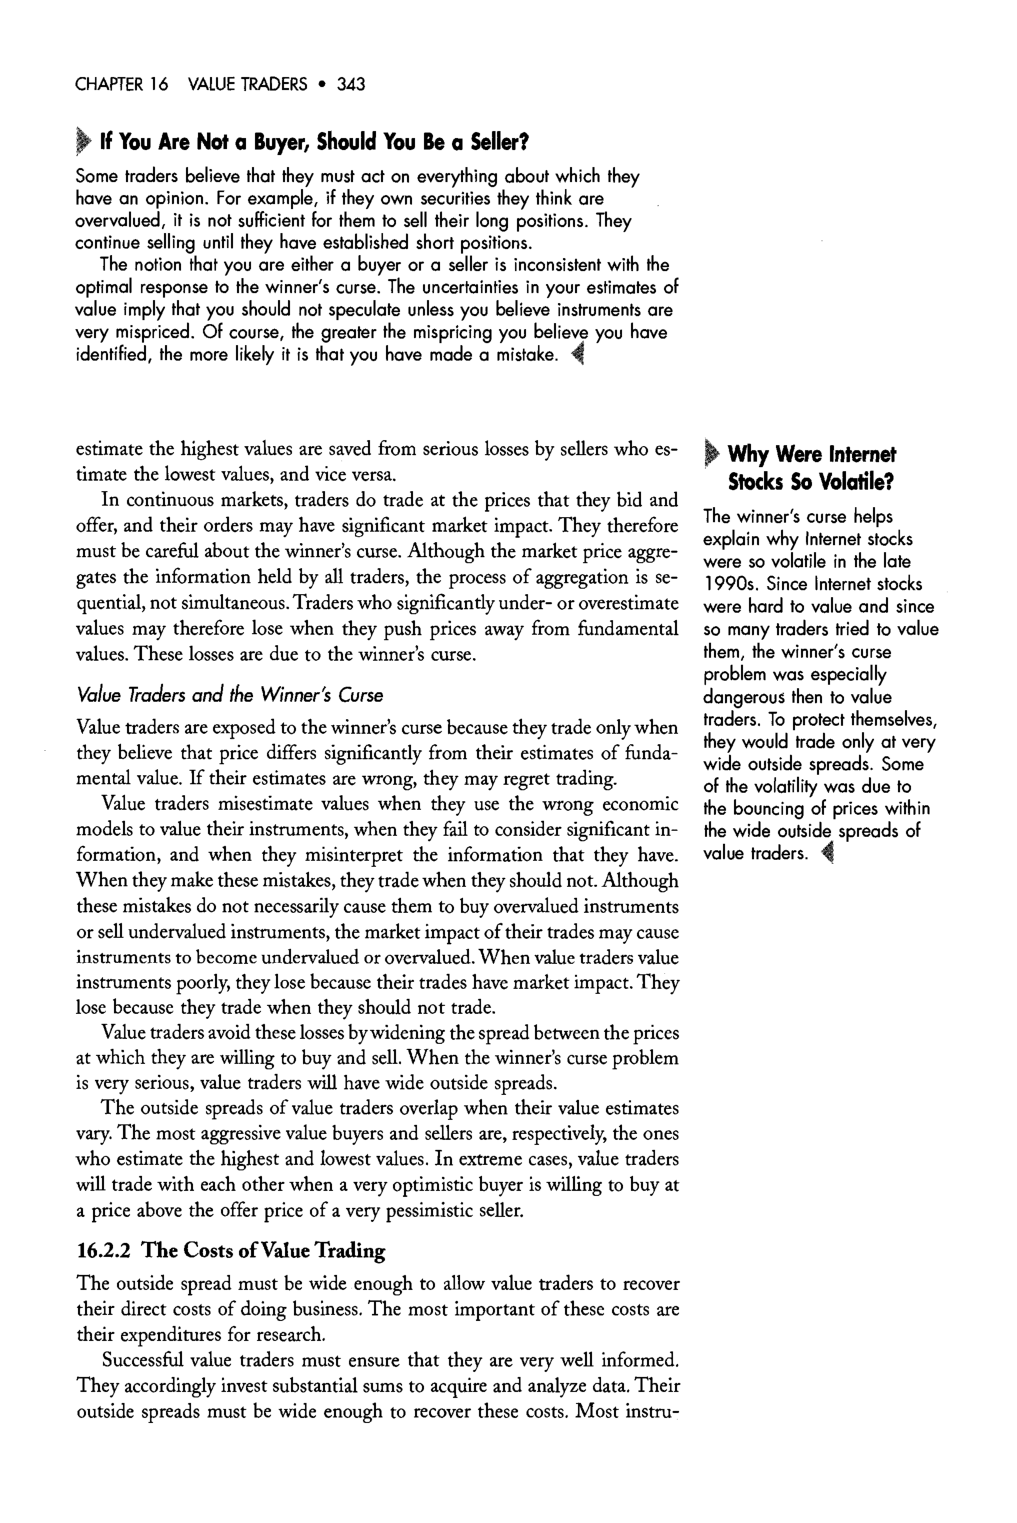 CHAPTER 16 VALUE TRADERS • 343
If You Are Not a Buyer, Should You Be a Seller?
Some traders believe that they must act on everything about which they
have an opinion. For example, if they own securities they think are
overvalued, it is not sufficient for them to sell their long positions. They
continue selling until they have established short positions.
The notion that you are either a buyer or a seller is inconsistent with the
optimal response to the winner's curse. The uncertainties in your estimates of
value imply that you should not speculate unless you believe instruments are
very mispriced. Of course, the greater the mispricing you believe you have
identified, the more likely it is that you have made a mistake.
estimate the highest values are saved from serious losses by sellers who es-
timate the lowest values, and vice versa.
In continuous markets, traders do trade at the prices that they bid and
offer, and their orders may have significant market impact. They therefore
must be careful about the winner's curse. Although the market price aggre-
gates the information held by all traders, the process of aggregation is se-
quential, not simultaneous. Traders who significantly under- or overestimate
values may therefore lose when they push prices away from fundamental
values. These losses are due to the winner's curse.
Value Traders and the Winner's Curse
Value traders are exposed to the winner's curse because they trade only when
they believe that price differs significantly from their estimates of funda-
mental value. If their estimates are wrong, they may regret trading.
Value traders misestimate values when they use the wrong economic
models to value their instruments, when they fail to consider significant in-
formation, and when they misinterpret the information that they have.
When they make these mistakes, they trade when they should not. Although
these mistakes do not necessarily cause them to buy overvalued instruments
or sell undervalued instruments, the market impact of their trades may cause
instruments to become undervalued or overvalued. When value traders value
instruments poorly, they lose because their trades have market impact. They
lose because they trade when they should not trade.
Value traders avoid these losses by widening the spread between the prices
at which they are willing to buy and sell. When the winner's curse problem
is very serious, value traders will have wide outside spreads.
The outside spreads of value traders overlap when their value estimates
vary. The most aggressive value buyers and sellers are, respectively, the ones
who estimate the highest and lowest values. In extreme cases, value traders
will trade with each other when a very optimistic buyer is willing to buy at
a price above the offer price of a very pessimistic seller.
16.2.2 The Costs of Value Trading
The outside spread must be wide enough to allow value traders to recover
their direct costs of doing business. The most important of these costs are
their expenditures for research.
Successful value traders must ensure that they are very well informed.
They accordingly invest substantial sums to acquire and analyze data. Their
outside spreads must be wide enough to recover these costs. Most instru-
Why Were Internet
Stocks So Volatile?
The winner's curse helps
explain why Internet stocks
were so volatile in the late
1990s. Since Internet stocks
were hard to value and since
so many traders tried to value
them, the winner's curse
problem was especially
dangerous then to value
traders. To protect themselves,
they would trade only at very
wide outside spreads. Some
of the volatility was due to
the bouncing of prices within
the wide outside spreads of
value traders.